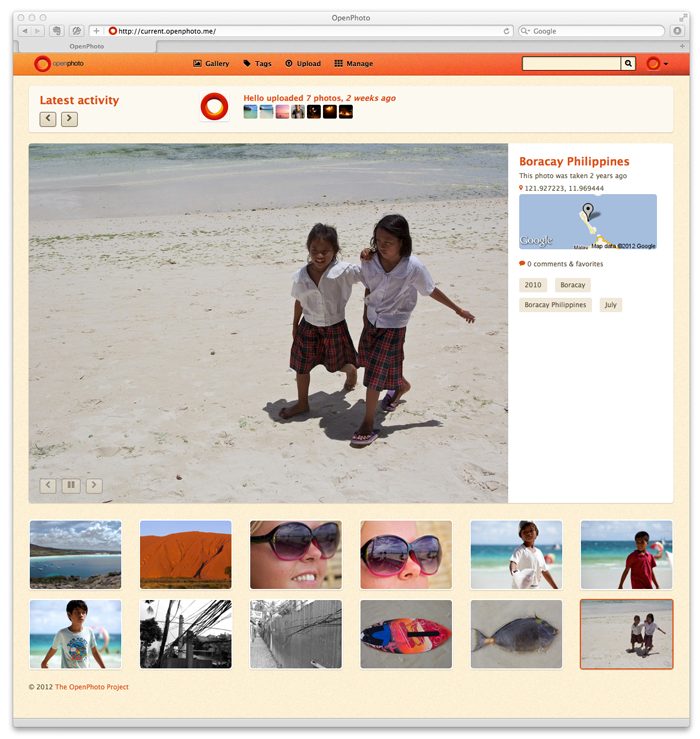 OpenPhoto
http://current.openphoto.me/
Google
OpenPhoto
openphoto
Gallery
Tags
Upload
Manage
Latest activity
Hello uploaded 7 photos, 2 weeks ago
Boracay Philippines
This photo was taken 2 years ago
121.927223, 11.969444
Google
Map data ©2012 Google
0 comments & favorites
2010
Boracay
Boracay Philippines
July
© 2012 The OpenPhoto Project